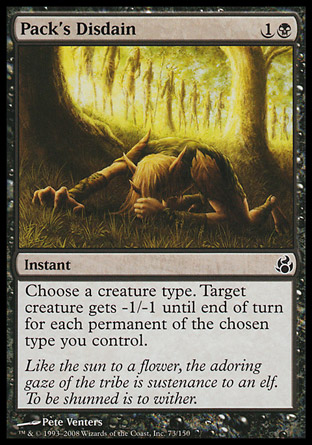 Pack's Disdain 1
Instant
Choose a creature type. Target
creature gets -1/-1 until end of turn
for each permanent of the chosen
type you control.
Like the sun to a flower, the adoring
gaze of the tribe is sustenance to an elf.
To be shunned is to wither.
Pete Venters
™ & © 1993–2008 Wizards of the Coast, Inc. 73/150